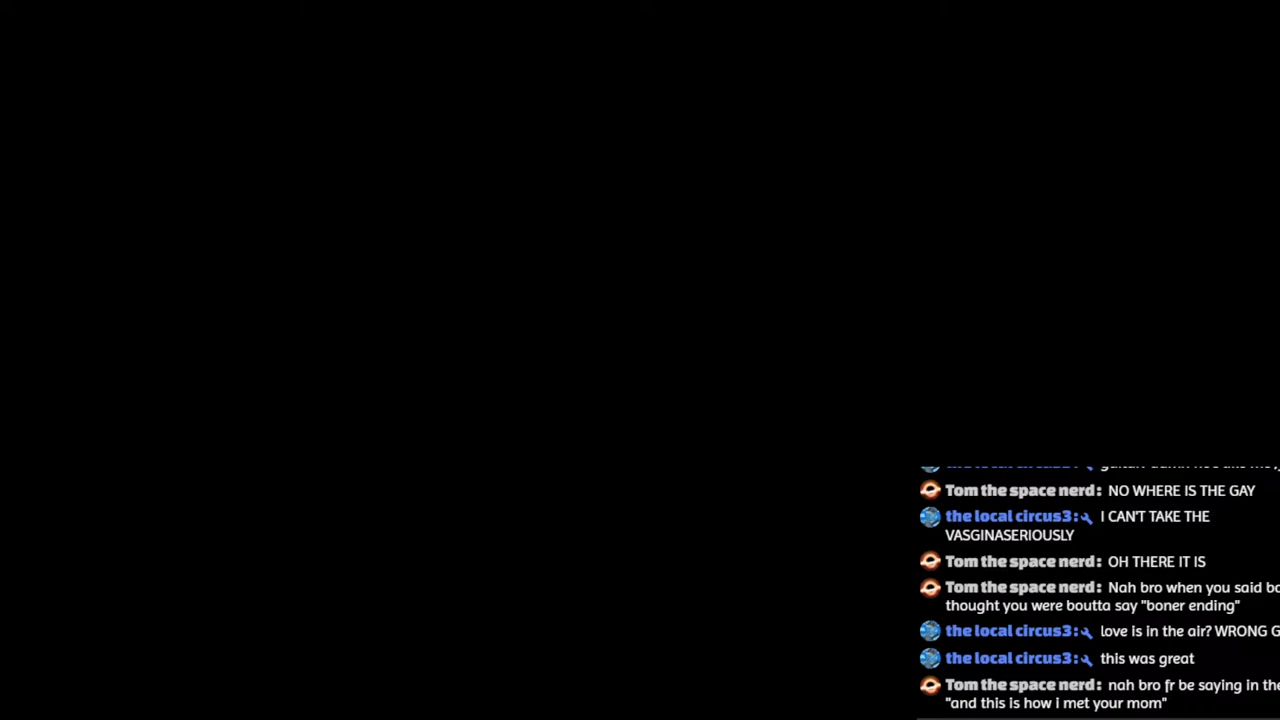 Tom the space nerd: NO WHERE IS THE GAY
the local circus3: I CAN'T TAKE THE
VASGINASERIOUSLY
Tom the space nerd: OH THERE IT IS
Tom the space nerd: Nah bro when you said
thought you were boutta say "boner ending"
the local circus3: love is in the air? WRONG
the local circus3: this was great
Tom the space nerd: nah bro fr be saying in
"and this is how i met your mom"